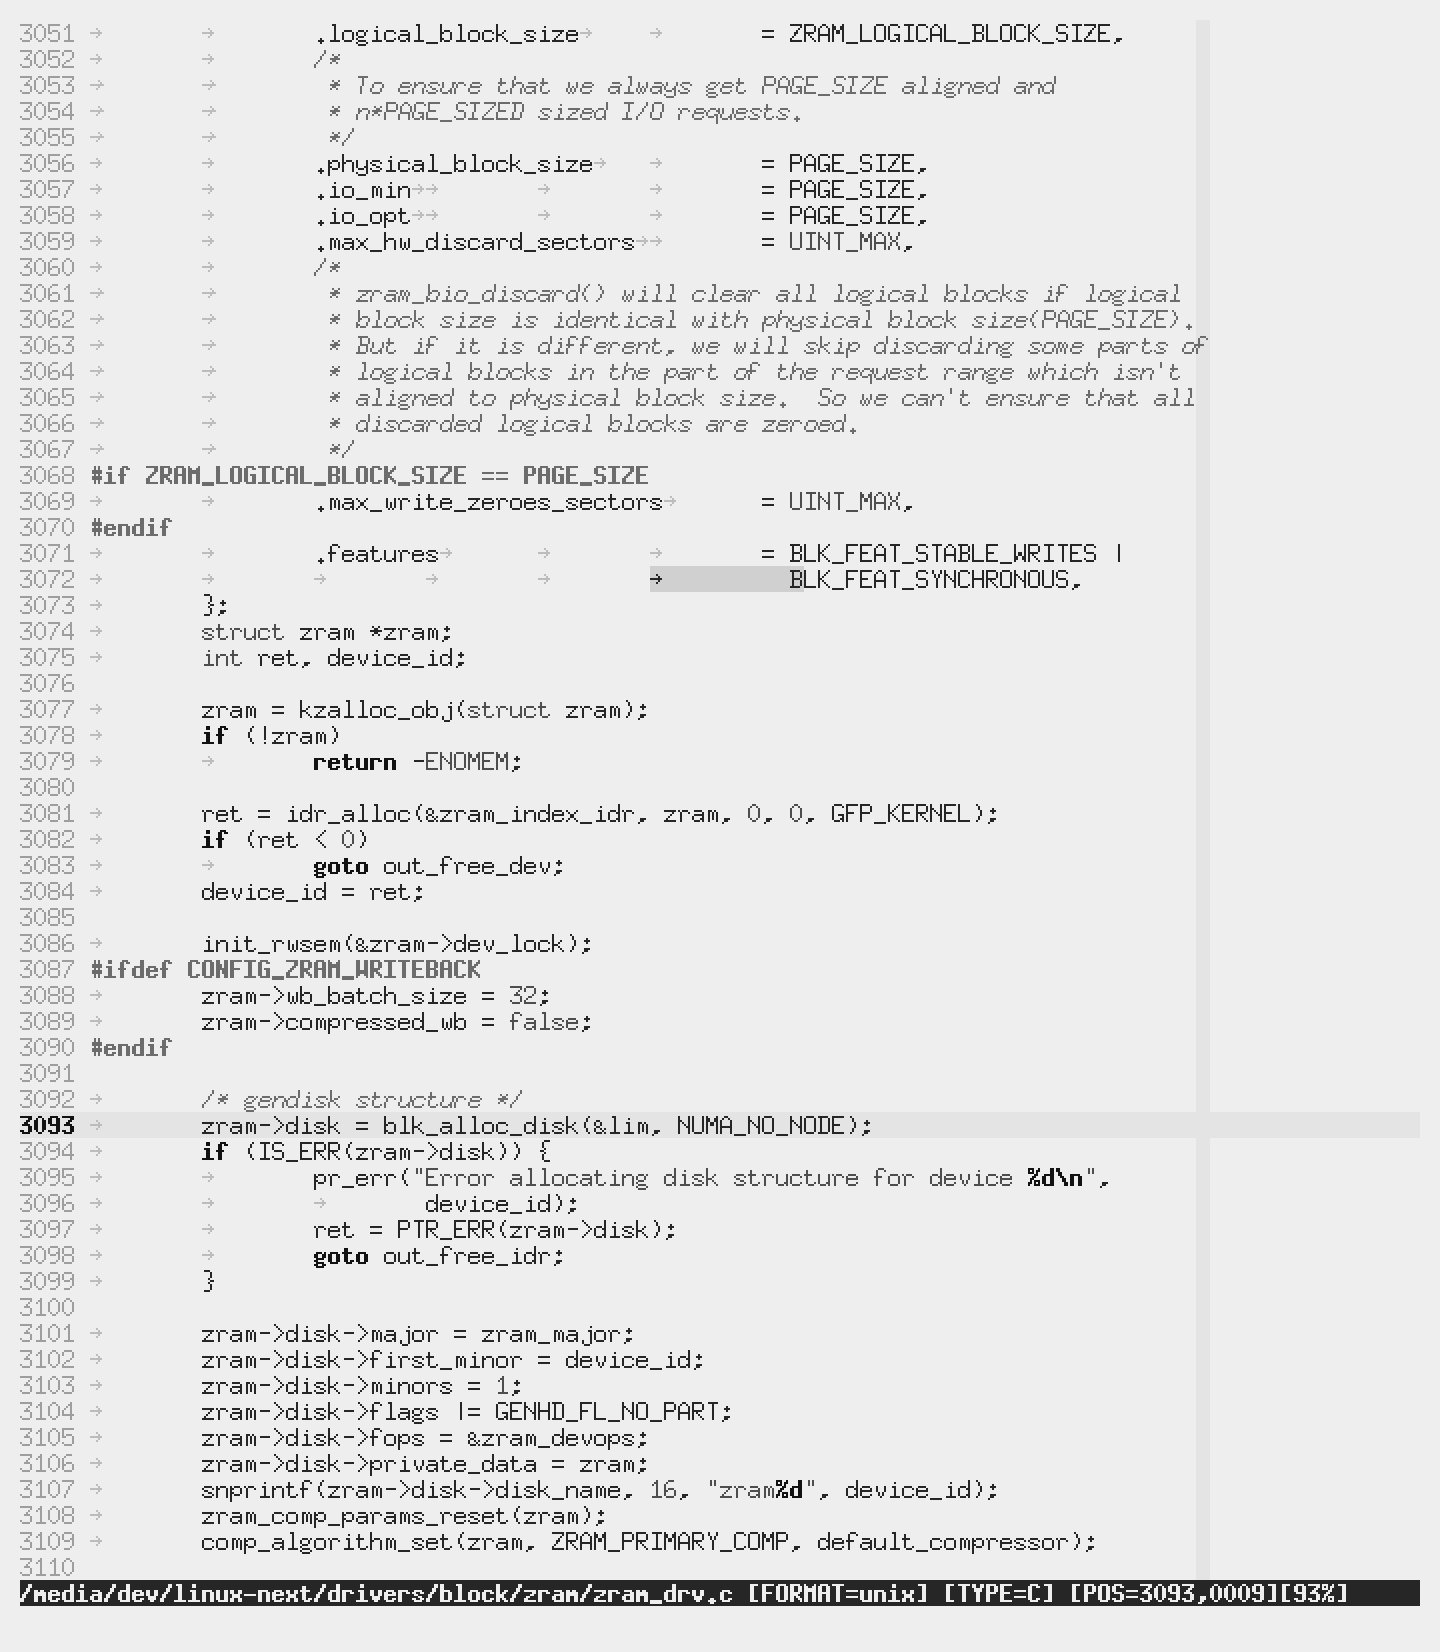 3051 → → .logical_block_size→ → = ZRAM_LOGICAL_BLOCK_SIZE,
3052 → → /*
3053 → → * To ensure that we always get PAGE_SIZE aligned and
3054 → → * n*PAGE_SIZED sized I/O requests.
3055 → → */
3056 → → .physical_block_size→ → = PAGE_SIZE,
3057 → → .io_min→→ → → = PAGE_SIZE,
3058 → → .io_opt→→ → → = PAGE_SIZE,
3059 → → .max_hw_discard_sectors→→ = UINT_MAX,
3060 → → /*
3061 → → * zram_bio_discard() will clear all logical blocks if logical
3062 → → * block size is identical with physical block size(PAGE_SIZE).
3063 → → * But if it is different, we will skip discarding some parts of
3064 → → * logical blocks in the part of the request range which isn't
3065 → → * aligned to physical block size.  So we can't ensure that all
3066 → → * discarded logical blocks are zeroed.
3067 → → */
3068 #if ZRAM_LOGICAL_BLOCK_SIZE == PAGE_SIZE
3069 → → .max_write_zeroes_sectors→ = UINT_MAX,
3070 #endif
3071 → → .features→ → → = BLK_FEAT_STABLE_WRITES |
3072 → → → → → → BLK_FEAT_SYNCHRONOUS,
3073 → };
3074 → struct zram *zram;
3075 → int ret, device_id;
3076
3077 → zram = kzalloc_obj(struct zram);
3078 → if (!zram)
3079 → → return -ENOMEM;
3080
3081 → ret = idr_alloc(&zram_index_idr, zram, 0, 0, GFP_KERNEL);
3082 → if (ret < 0)
3083 → → goto out_free_dev;
3084 → device_id = ret;
3085
3086 → init_rwsem(&zram->dev_lock);
3087 #ifdef CONFIG_ZRAM_WRITEBACK
3088 → zram->wb_batch_size = 32;
3089 → zram->compressed_wb = false;
3090 #endif
3091
3092 → /* gendisk structure */
3093 → zram->disk = blk_alloc_disk(&lim, NUMA_NO_NODE);
3094 → if (IS_ERR(zram->disk)) {
3095 → → pr_err("Error allocating disk structure for device %d\n",
3096 → → → device_id);
3097 → → ret = PTR_ERR(zram->disk);
3098 → → goto out_free_idr;
3099 → }
3100
3101 → zram->disk->major = zram_major;
3102 → zram->disk->first_minor = device_id;
3103 → zram->disk->minors = 1;
3104 → zram->disk->flags |= GENHD_FL_NO_PART;
3105 → zram->disk->fops = &zram_devops;
3106 → zram->disk->private_data = zram;
3107 → snprintf(zram->disk->disk_name, 16, "zram%d", device_id);
3108 → zram_comp_params_reset(zram);
3109 → comp_algorithm_set(zram, ZRAM_PRIMARY_COMP, default_compressor);
3110
/media/dev/linux-next/drivers/block/zram/zram_drv.c [FORMAT=unix] [TYPE=C] [POS=3093,0009][93%]